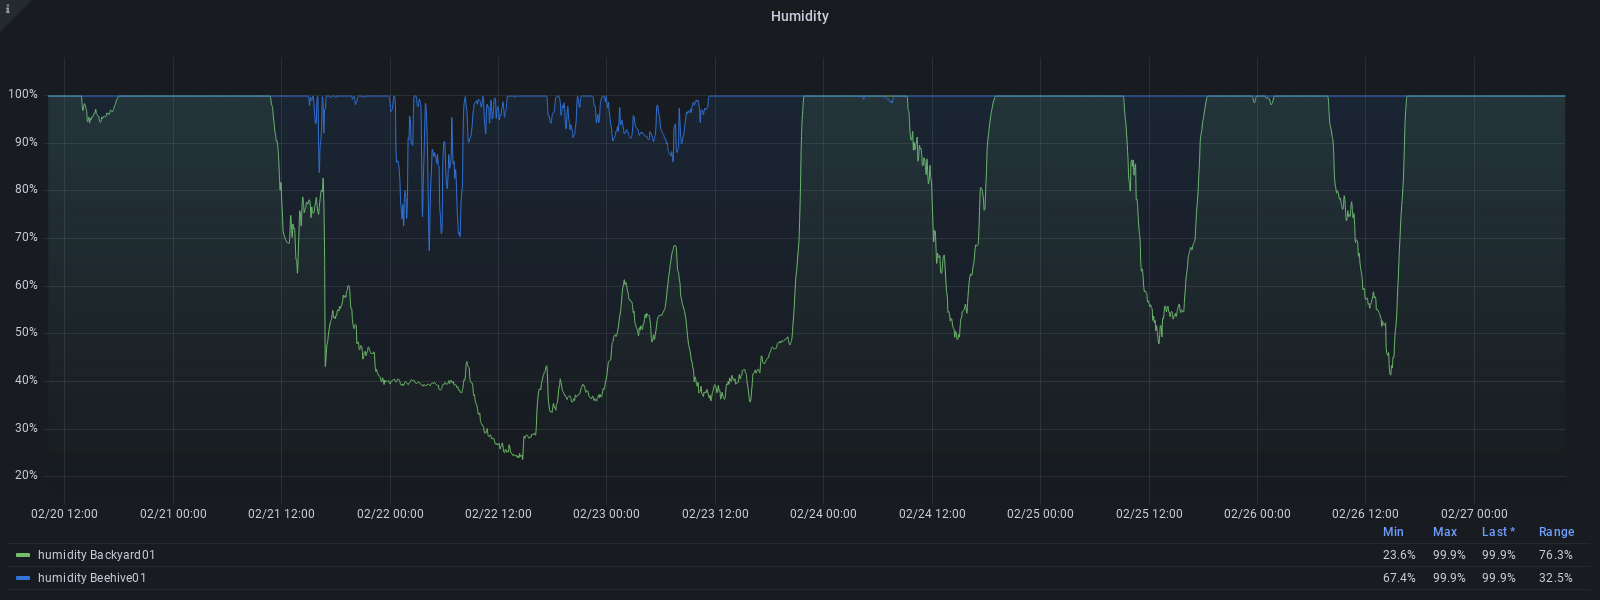 i
Humidity
100%
90%
80%
70%
60%
50%
40%
30%
20%
02/20 12:00 02/21 00:00 02/21 12:00 02/22 00:00 02/22 12:00 02/23 00:00 02/23 12:00 02/24 00:00 02/24 12:00 02/25 00:00 02/25 12:00 02/26 00:00 02/26 12:00 02/27 00:00
Min Max Last * Range
humidity Backyard01 23.6% 99.9% 99.9% 76.3%
humidity Beehive01 67.4% 99.9% 99.9% 32.5%